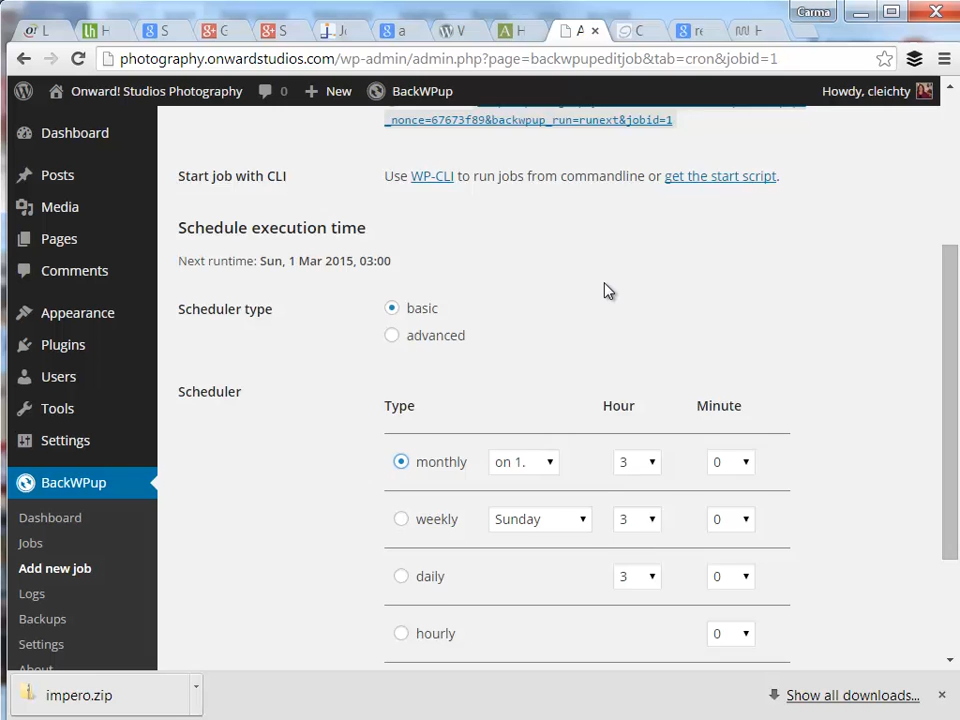 Carma
L
H
S
C
S
a
V
H
A
C
H
photography.onwardstudios.com/wp-admin/admin.php?page=backwpupeditjob&tab=cron&jobid=1
Onward! Studios Photography 0 New BackWPup Howdy, cleichty
_nonce=67673f89&backwpup_run=runext&jobid=1
Dashboard
Posts
Media
Pages
Comments
Appearance
Plugins
Users
Tools
Settings
BackWPup
Dashboard
Jobs
Add new job
Logs
Backups
Settings
About
Start job with CLI Use WP-CLI to run jobs from commandline or get the start script.
Schedule execution time
Next runtime: Sun, 1 Mar 2015, 03:00
Scheduler type basic
advanced
Scheduler
Type Hour Minute
monthly on 1. 3 0
weekly Sunday 3 0
daily 3 0
hourly 0
impero.zip
Show all downloads...